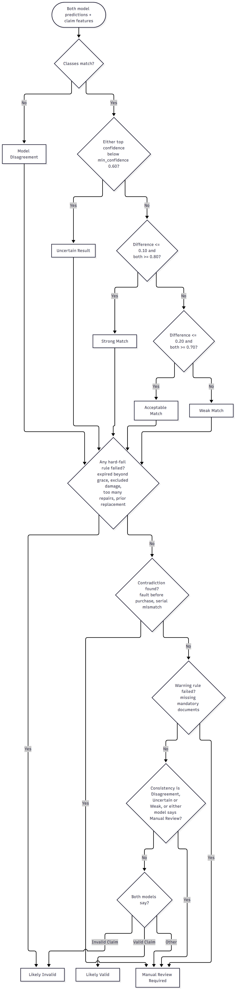 Both model
predictions +
claim features
Classes match?
No
Yes
Either top
confidence
below
min_confidence
0.60?
Model
Disagreement
Yes
No
Difference <=
0.10 and
both >= 0.80?
Uncertain Result
Yes
No
Difference <=
0.20 and
both >= 0.70?
Strong Match
Yes
No
Acceptable
Match
Weak Match
Any hard-fail
rule failed?
expired beyond
grace, excluded
damage,
too many
repairs, prior
replacement
No
Contradiction
found?
fault before
purchase, serial
mismatch
No
Warning rule
failed?
missing
mandatory
documents
Yes
No
Consistency is
Disagreement,
Uncertain or
Weak, or either
model says
Manual Review?
Yes
No
Yes
Both models
say?
Yes
Invalid Claim
Valid Claim
Other
Likely Invalid
Likely Valid
Manual Review
Required